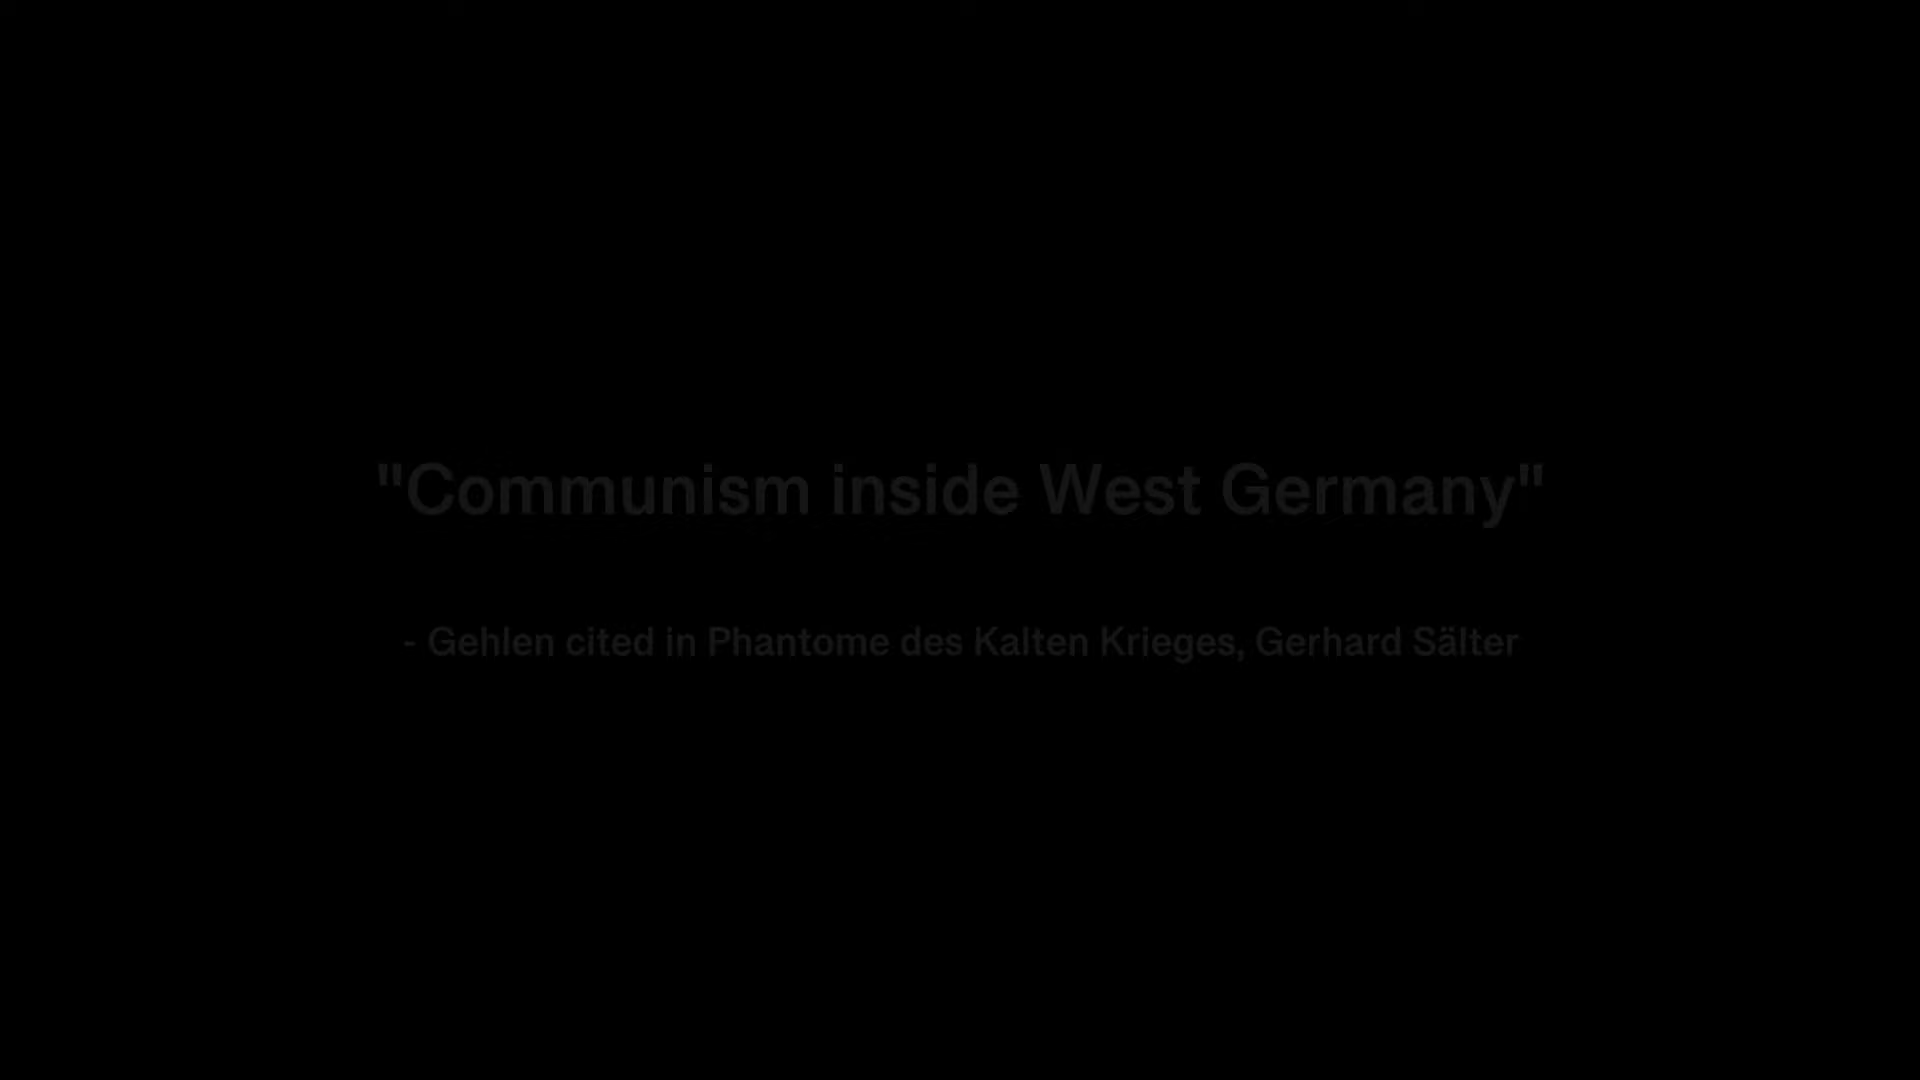 "Communism inside West Germany"
- Gehlen cited in Phantome des Kalten Krieges, Gerhard Sälter